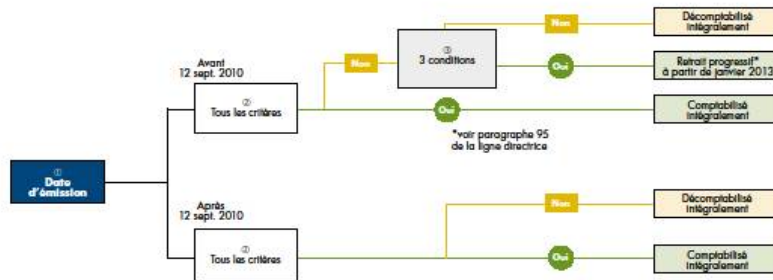 Non
Décomptabilisé
intégralement
③
3 conditions
Avant
12 sept. 2010
Non
Oui
Retrait progressif*
à partir de janvier 2013
②
Tous les critères
Oui
Comptabilisé
intégralement
*voir paragraphe 95
de la ligne directrice
①
Date
d'émission
Après
12 sept. 2010
Non
Décomptabilisé
intégralement
②
Tous les critères
Oui
Comptabilisé
intégralement